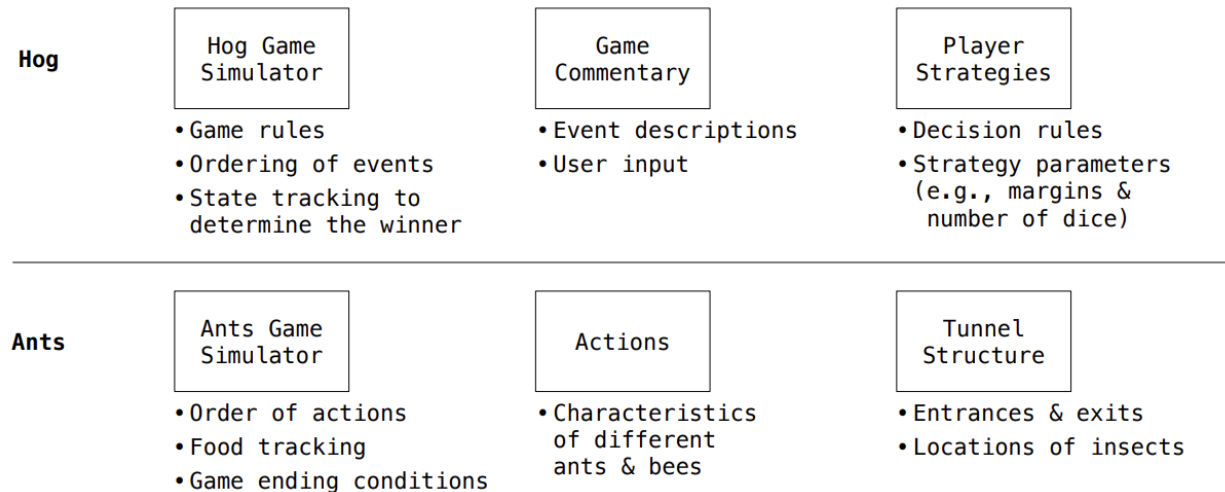 Hog
Hog Game
Simulator
• Game rules
• Ordering of events
• State tracking to
determine the winner
Game
Commentary
• Event descriptions
• User input
Player
Strategies
• Decision rules
• Strategy parameters
(e.g., margins &
number of dice)
Ants
Ants Game
Simulator
• Order of actions
• Food tracking
• Game ending conditions
Actions
• Characteristics
of different
ants & bees
Tunnel
Structure
• Entrances & exits
• Locations of insects